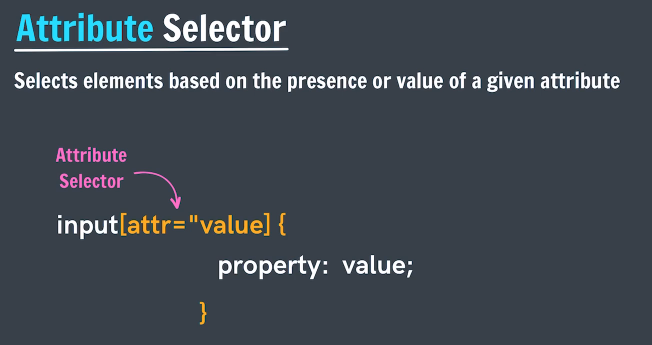 Attribute Selector
Selects elements based on the presence or value of a given attribute
Attribute
Selector
input[attr="value] {
property: value;
}